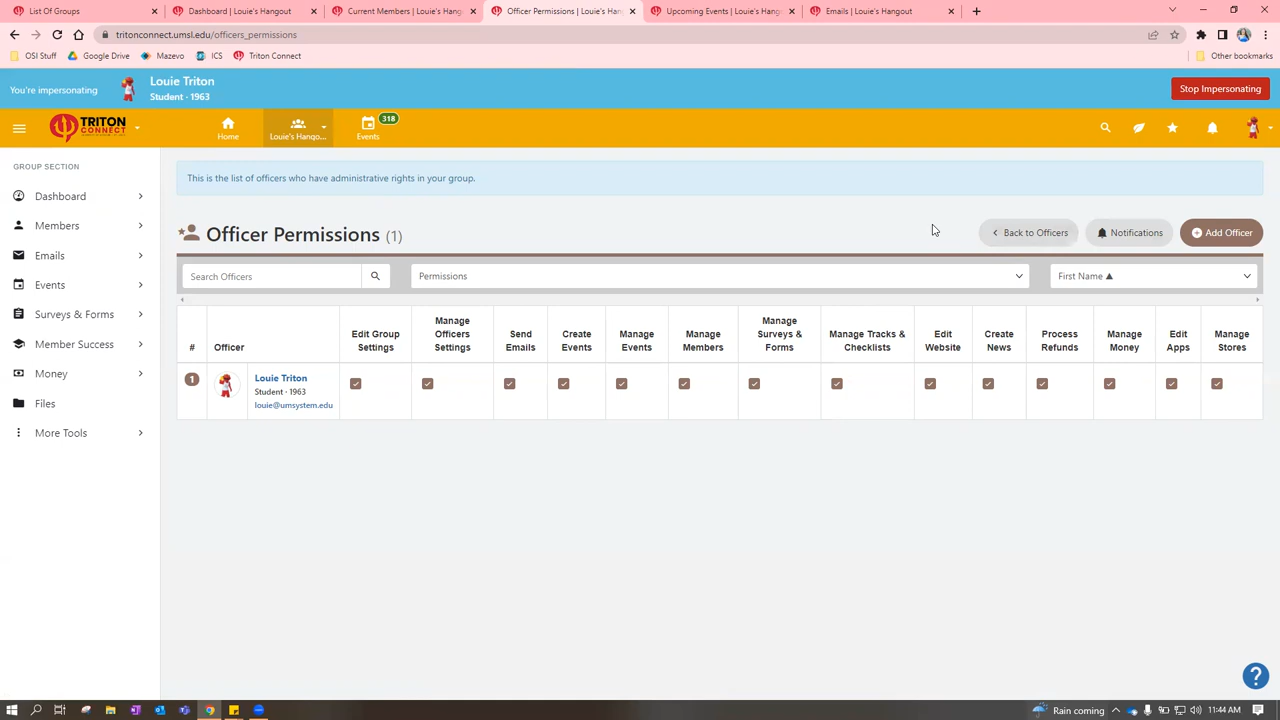 List Of Groups
Dashboard | Louie's Hangout
Current Members | Louie's Hango
Officer Permissions | Louie's Han
Upcoming Events | Louie's Hango
Emails | Louie's Hangout
tritonconnect.umsl.edu/officers_permissions
OSI Stuff
Google Drive
Mazevo
ICS
Triton Connect
Other bookmarks
You're impersonating
Louie Triton
Student - 1963
Stop Impersonating
TRITON
CONNECT
Home
Louie's Hango...
Events
318
GROUP SECTION
Dashboard
Members
Emails
Events
Surveys & Forms
Member Success
Money
Files
More Tools
This is the list of officers who have administrative rights in your group.
Officer Permissions (1)
Back to Officers
Notifications
Add Officer
Search Officers
Permissions
First Name ▲
#
Officer
Edit Group
Settings
Manage
Officers
Settings
Send
Emails
Create
Events
Manage
Events
Manage
Members
Manage
Surveys &
Forms
Manage Tracks &
Checklists
Edit
Website
Create
News
Process
Refunds
Manage
Money
Edit
Apps
Manage
Stores
1
Louie Triton
Student - 1963
louie@umsystem.edu
?
Rain coming
11:44 AM